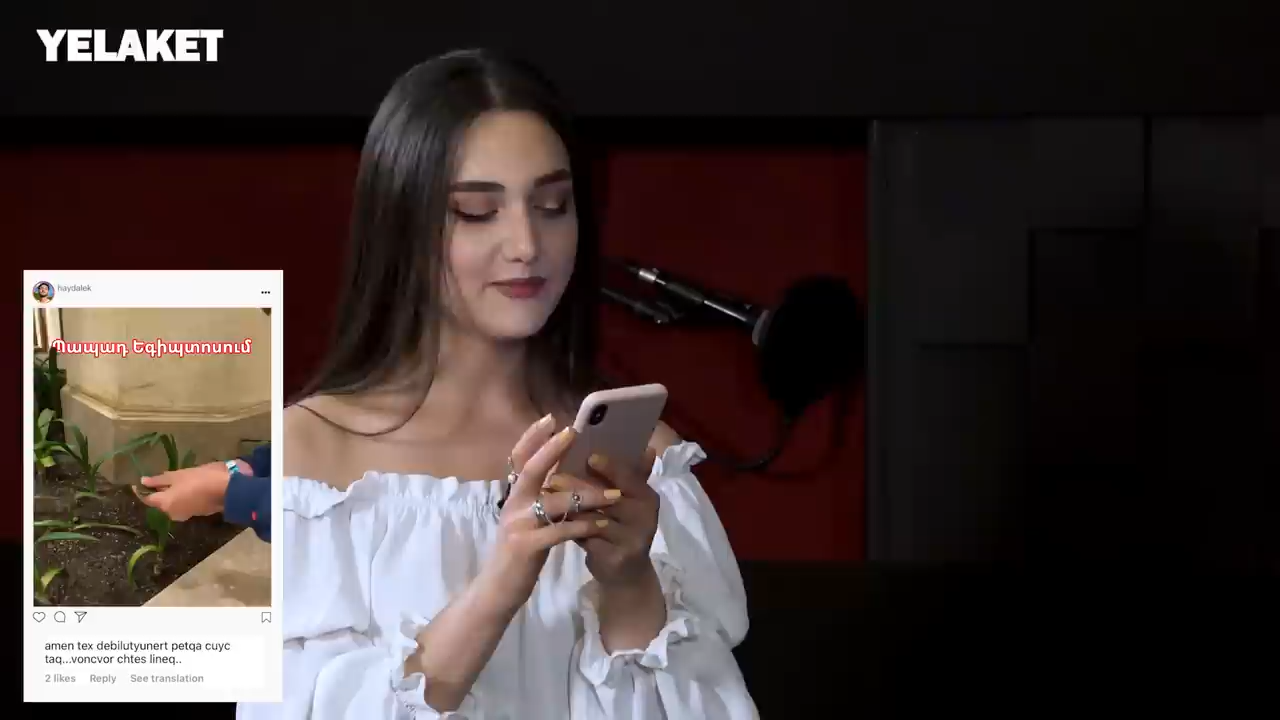 YELAKET
haydalek
Պապադ Եգիպտոսում
amen tex debilutyunert petqa cuyc
taq...voncvor chtes lineq..
2 likes Reply See translation